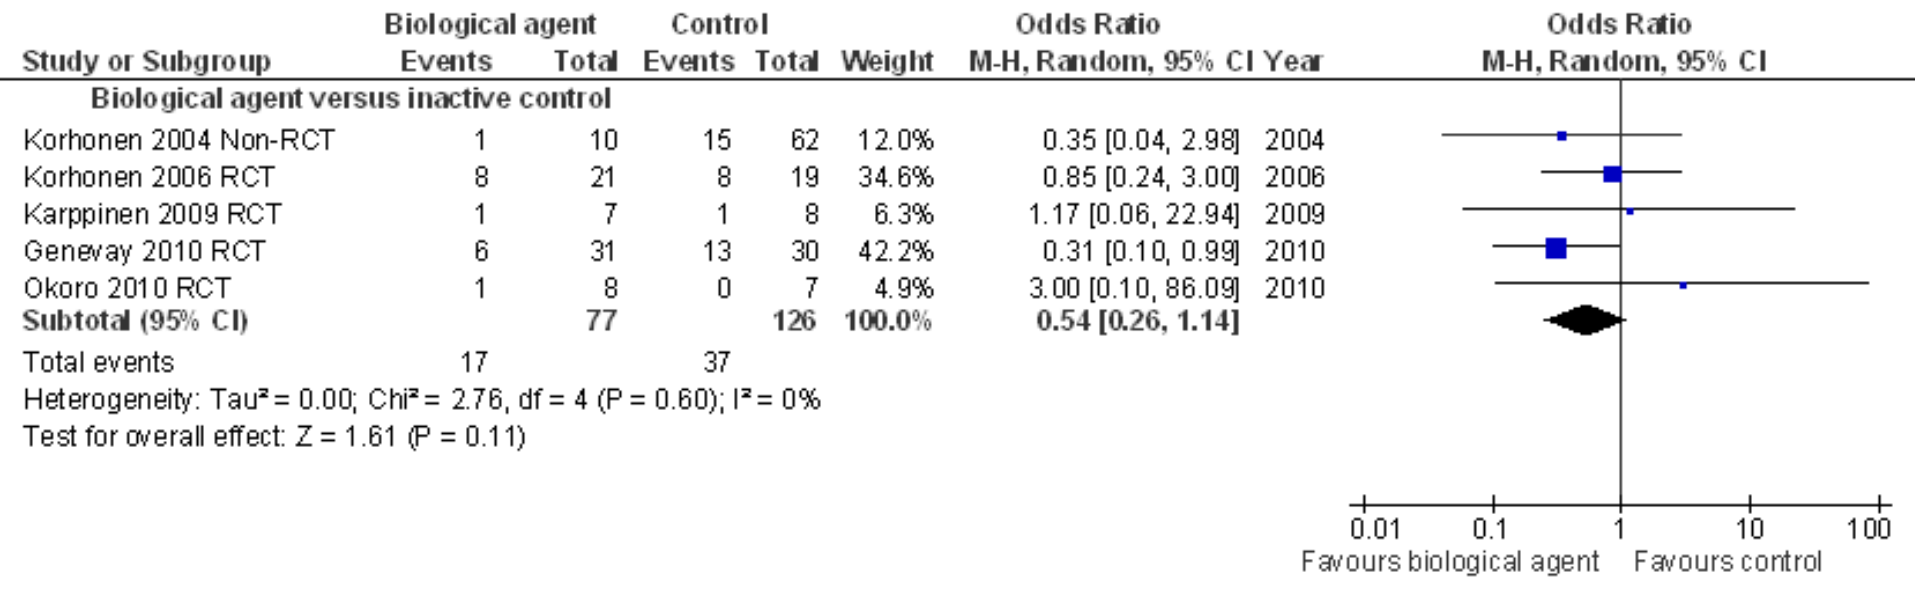 Biological agent Control Odds Ratio Odds Ratio
Study or Subgroup Events Total Events Total Weight M-H, Random, 95% CI Year M-H, Random, 95% CI
Biological agent versus inactive control
Korhonen 2004 Non-RCT 1 10 15 62 12.0% 0.35 [0.04, 2.98] 2004
Korhonen 2006 RCT 8 21 8 19 34.6% 0.85 [0.24, 3.00] 2006
Karppinen 2009 RCT 1 7 1 8 6.3% 1.17 [0.06, 22.94] 2009
Genevay 2010 RCT 6 31 13 30 42.2% 0.31 [0.10, 0.99] 2010
Okoro 2010 RCT 1 8 0 7 4.9% 3.00 [0.10, 86.09] 2010
Subtotal (95% CI) 77 126 100.0% 0.54 [0.26, 1.14]
Total events 17 37
Heterogeneity: Tau² = 0.00; Chi² = 2.76, df = 4 (P = 0.60); I² = 0%
Test for overall effect: Z = 1.61 (P = 0.11)
0.01 0.1 1 10 100
Favours biological agent Favours control